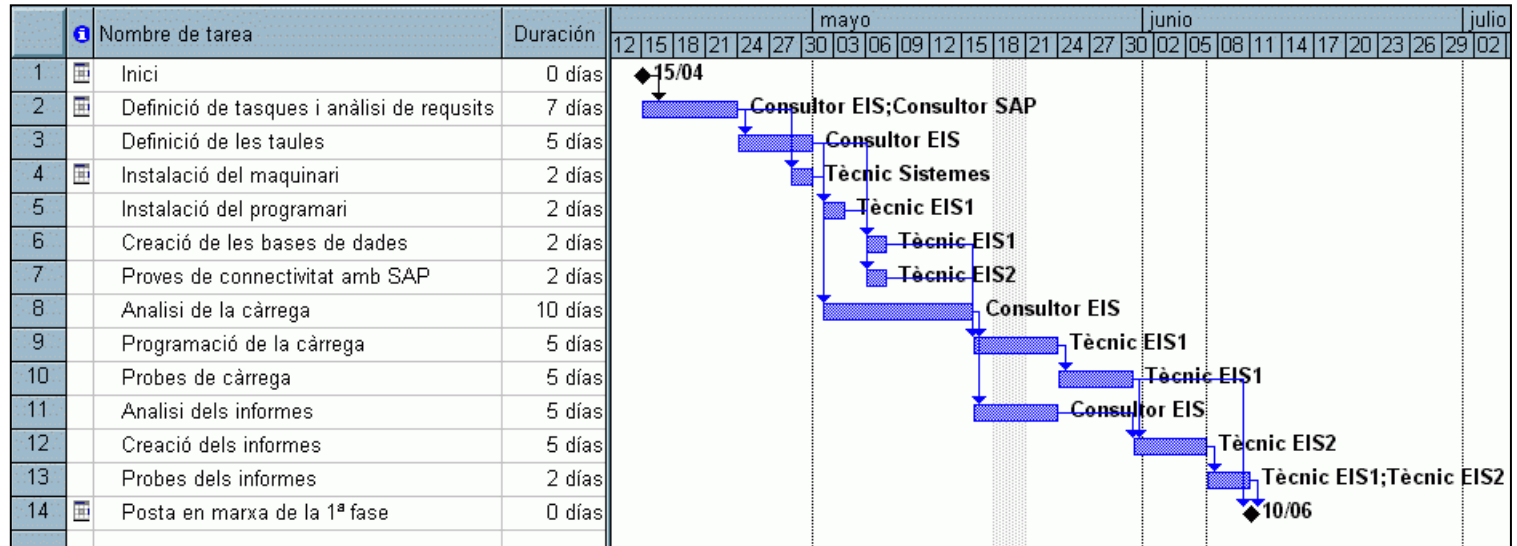 mayo junio julio
Nombre de tarea Duración 12 15 18 21 24 27 30 03 06 09 12 15 18 21 24 27 30 02 05 08 11 14 17 20 23 26 29 02
1 Inici 0 días 15/04
2 Definició de tasques i anàlisi de requsits 7 días Consultor EIS;Consultor SAP
3 Definició de les taules 5 días Consultor EIS
4 Instalació del maquinari 2 días Tècnic Sistemes
5 Instalació del programari 2 días Tècnic EIS1
6 Creació de les bases de dades 2 días Tècnic EIS1
7 Proves de connectivitat amb SAP 2 días Tècnic EIS2
8 Analisi de la càrrega 10 días Consultor EIS
9 Programació de la càrrega 5 días Tècnic EIS1
10 Probes de càrrega 5 días Tècnic EIS1
11 Analisi dels informes 5 días Consultor EIS
12 Creació dels informes 5 días Tècnic EIS2
13 Probes dels informes 2 días Tècnic EIS1;Tècnic EIS2
14 Posta en marxa de la 1ª fase 0 días 10/06